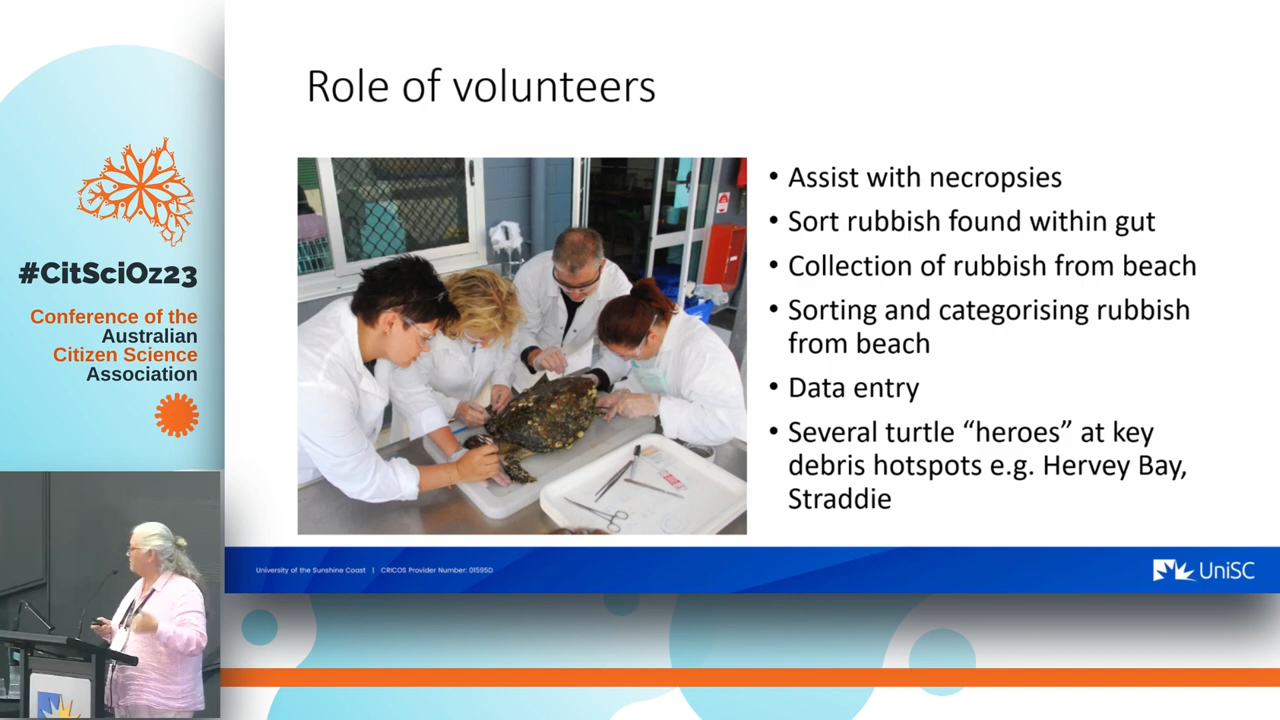 #CitSciOz23
Conference of the
Australian
Citizen Science
Association
Role of volunteers
• Assist with necropsies
• Sort rubbish found within gut
• Collection of rubbish from beach
• Sorting and categorising rubbish
from beach
• Data entry
• Several turtle “heroes” at key
debris hotspots e.g. Hervey Bay,
Straddie
University of the Sunshine Coast | CRICOS Provider Number: 01595D
UniSC